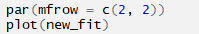 par(mfrow = c(2, 2))
plot(new_fit)